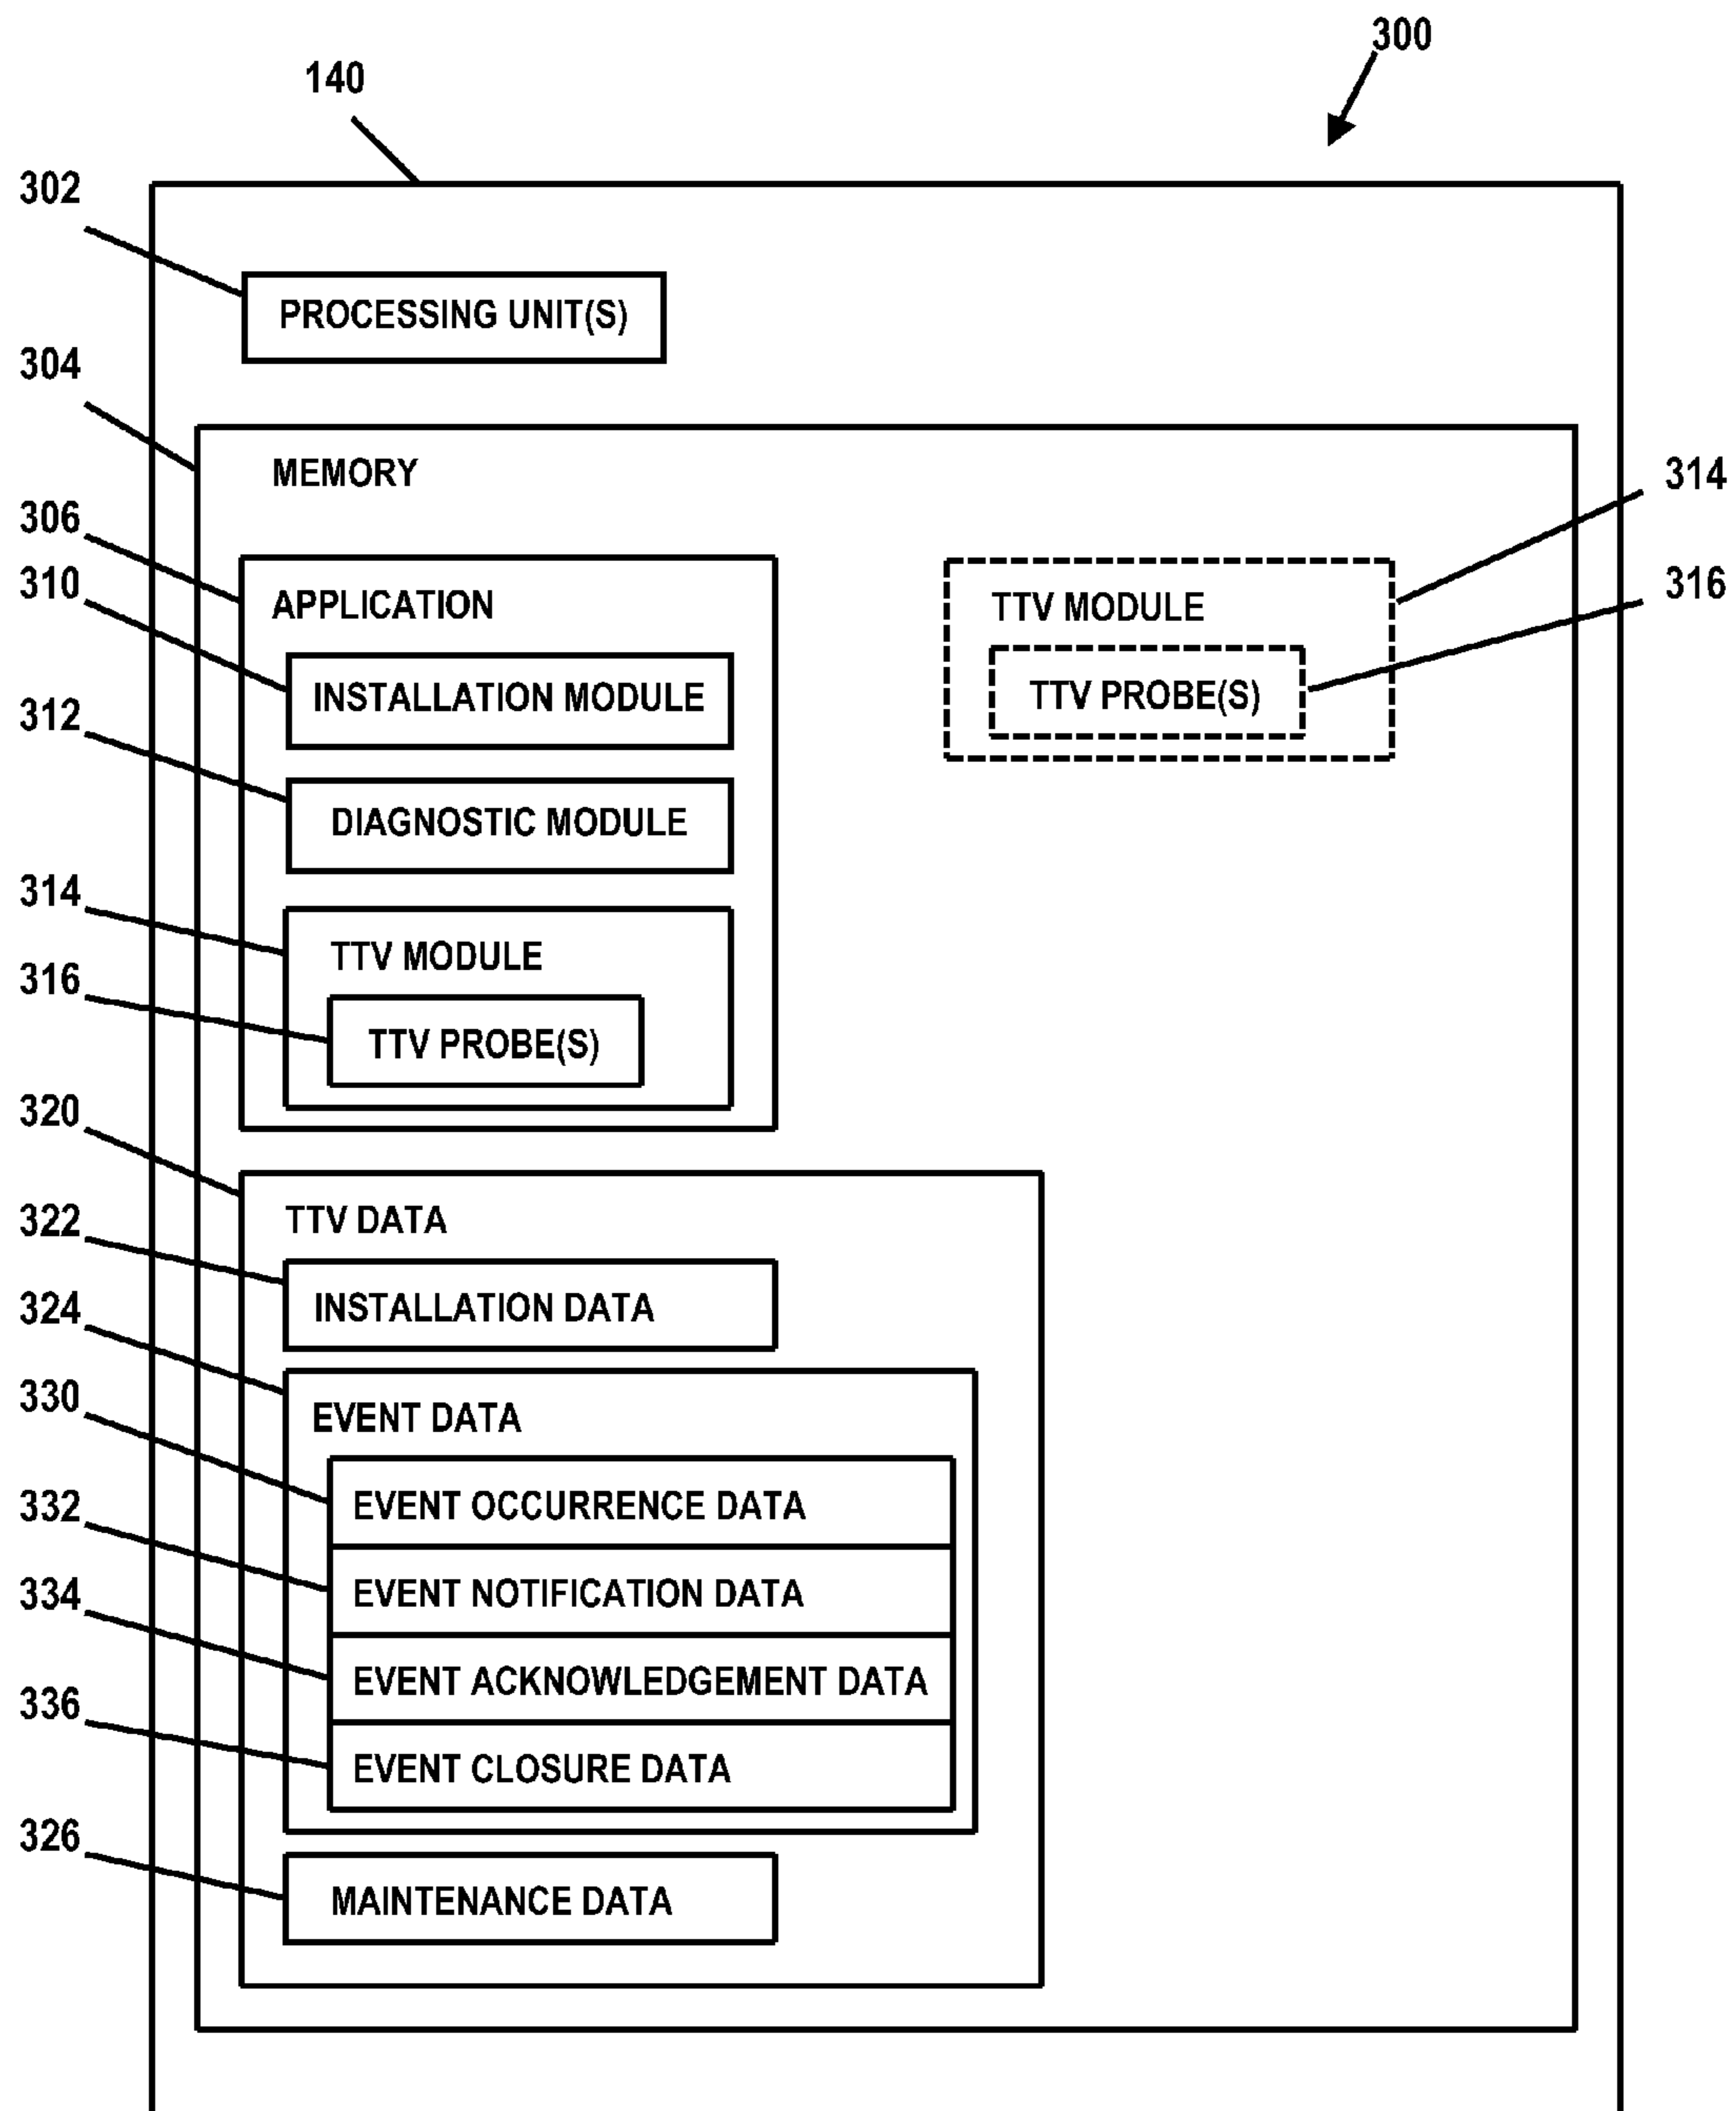 300
140
302
PROCESSING UNIT(S)
304
MEMORY
314
306
APPLICATION
TTV MODULE
316
310
INSTALLATION MODULE
TTV PROBE(S)
312
DIAGNOSTIC MODULE
314
TTV MODULE
316
TTV PROBE(S)
320
TTV DATA
322
INSTALLATION DATA
324
EVENT DATA
330
EVENT OCCURRENCE DATA
332
EVENT NOTIFICATION DATA
334
EVENT ACKNOWLEDGEMENT DATA
336
EVENT CLOSURE DATA
326
MAINTENANCE DATA